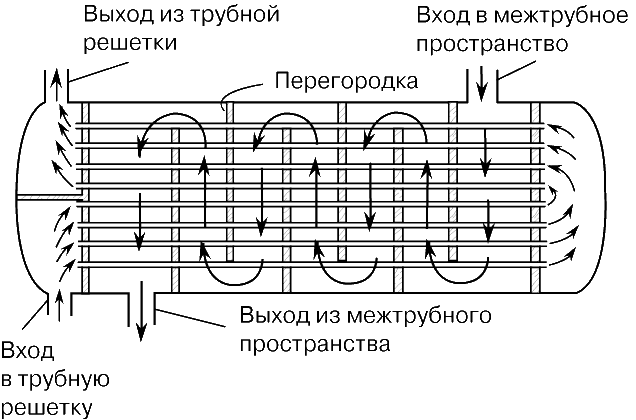 Выход из трубной
решетки
Вход в межтрубное
пространство
Перегородка
Выход из межтрубного
пространства
Вход
в трубную
решетку